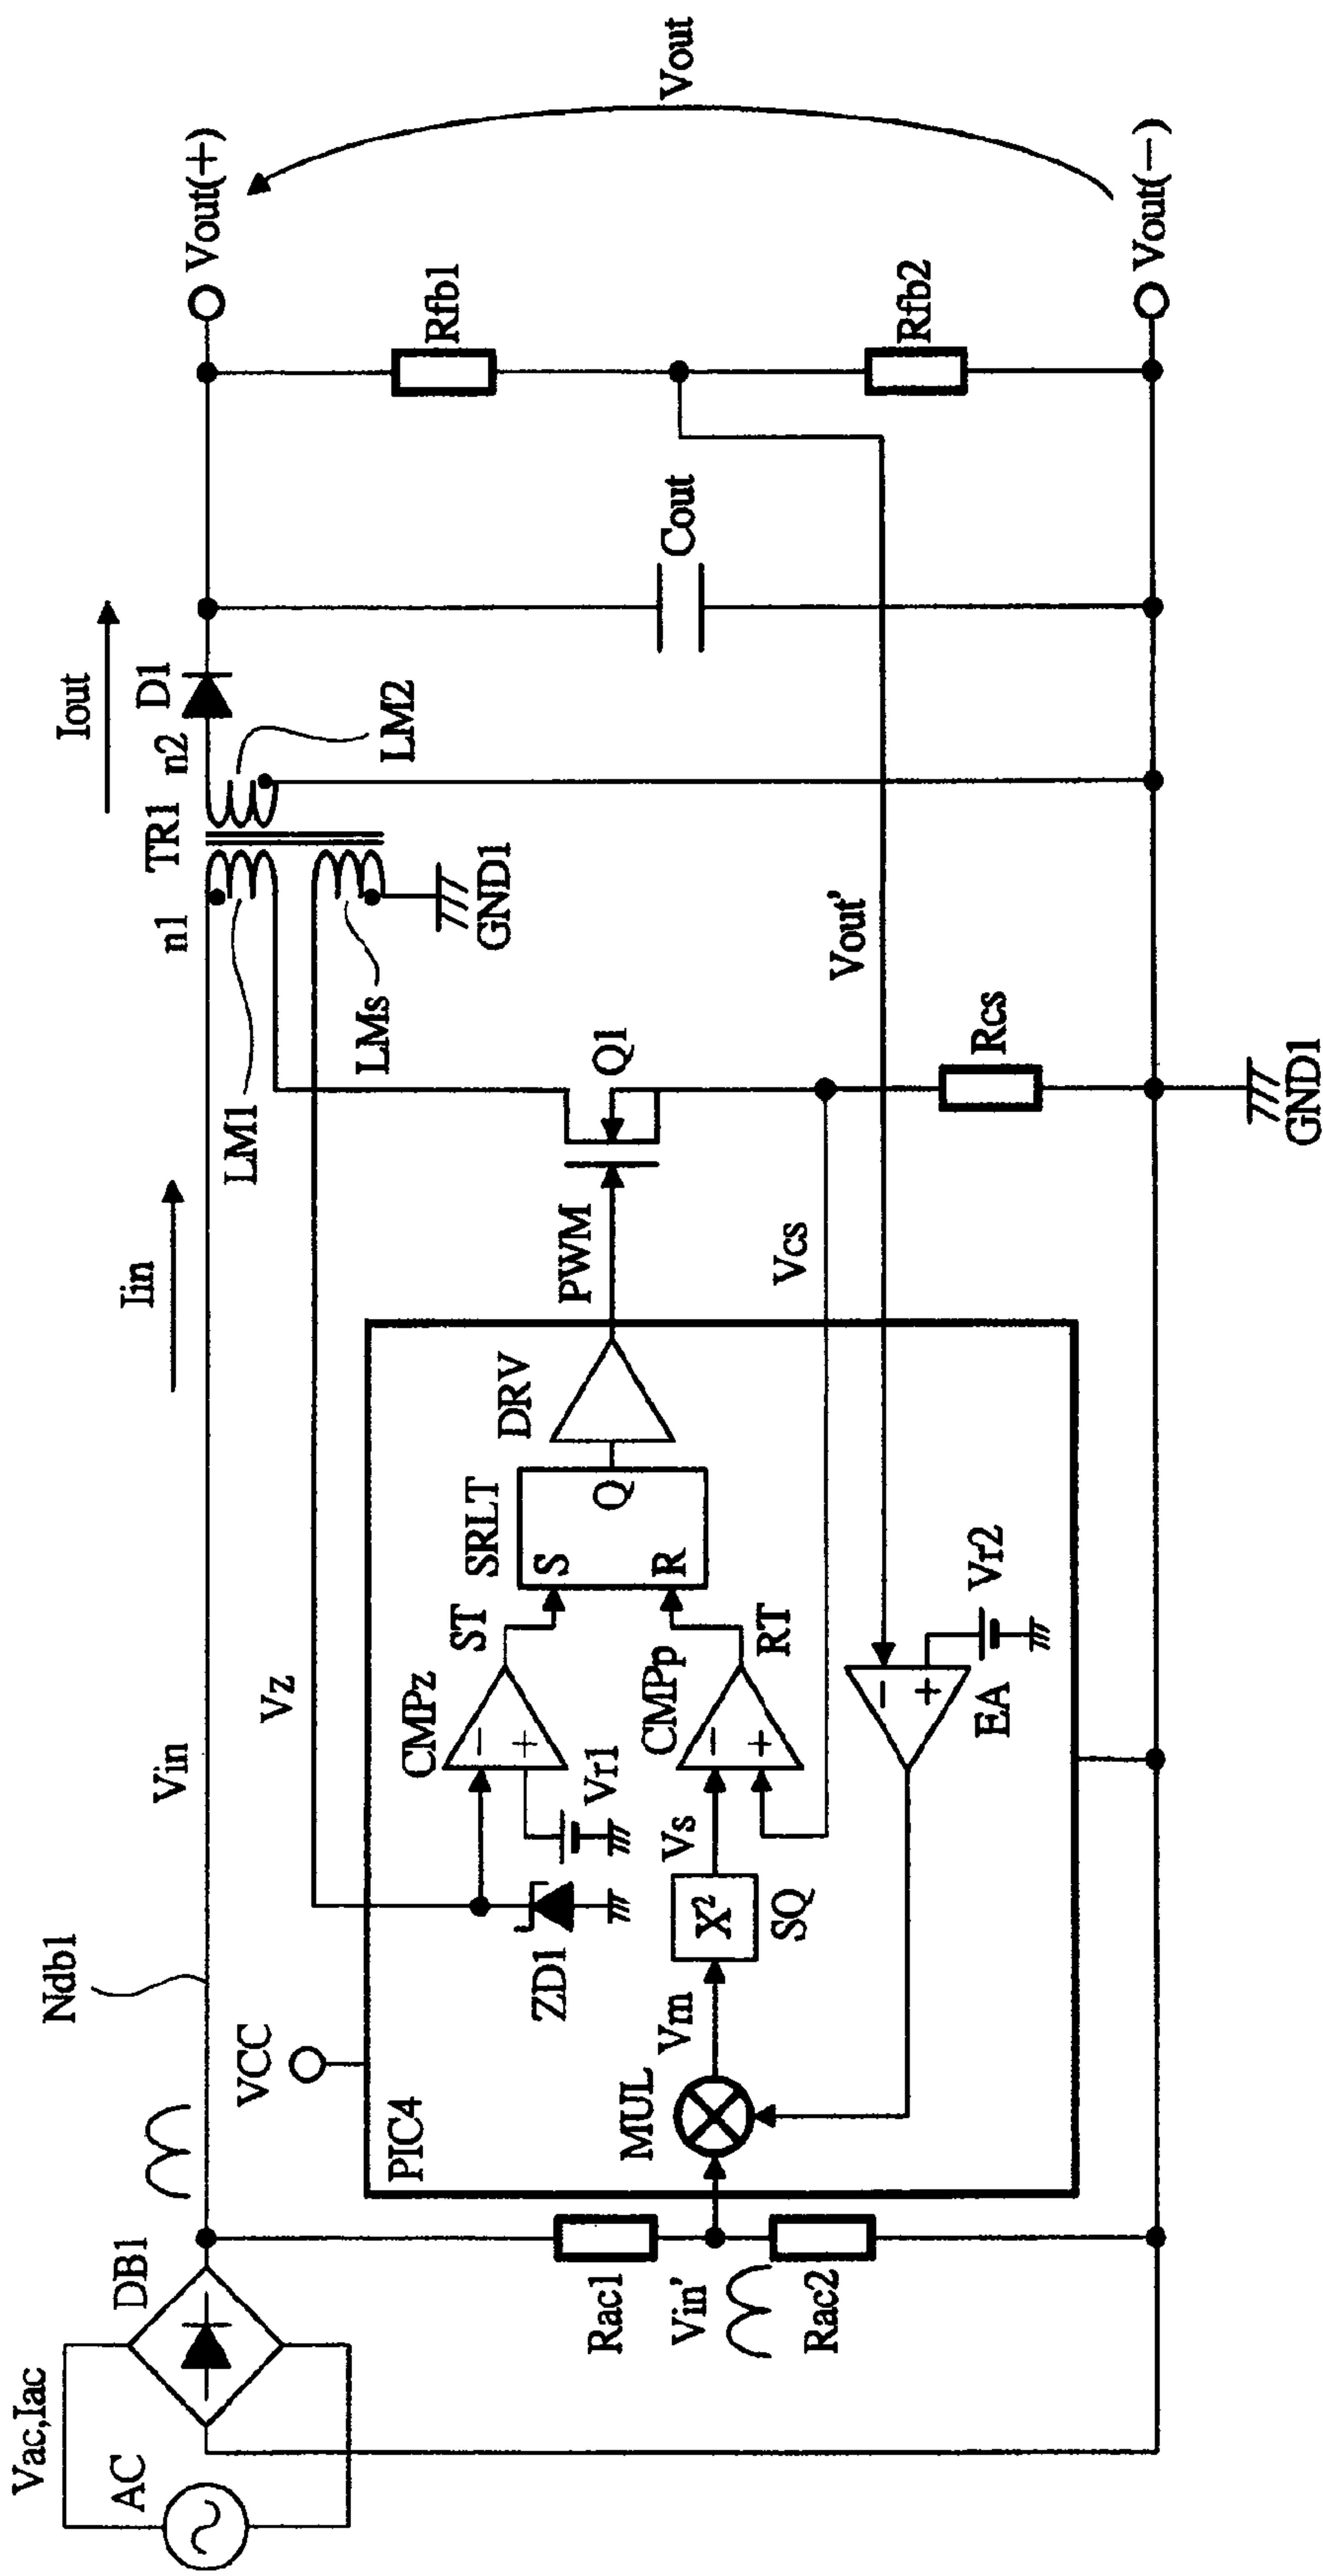 Vac,Iac
AC
DB1
Ndb1
Vin
Iin
n1
TR1
n2
D1
Iout
Vout(+)
LM1
LMs
LM2
GND1
VCC
Vz
PIC4
ZD1
Vr1
CMPz
−
+
ST
SRLT
S
R
Q
DRV
PWM
Q1
Rac1
Vin'
Rac2
MUL
Vm
X²
SQ
Vs
CMPp
−
+
RT
Vcs
Vout'
EA
−
+
Vr2
Rcs
GND1
Cout
Rfb1
Rfb2
Vout
Vout(−)